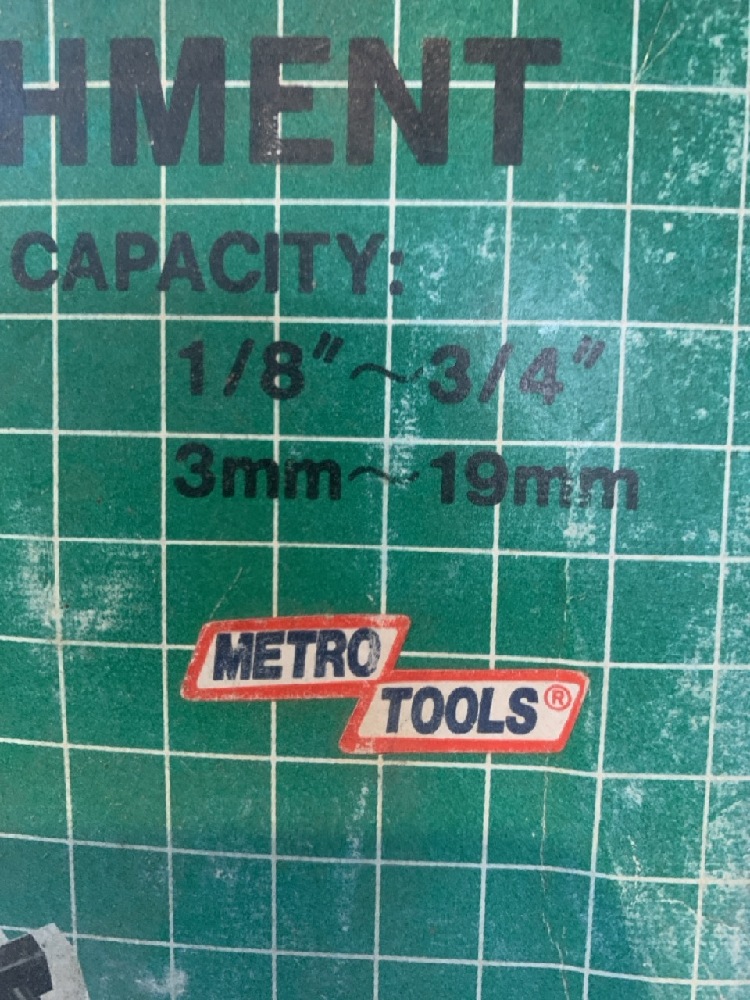 HMENT
CAPACITY:
1/8"~3/4"
3mm~19mm
METRO
TOOLS®